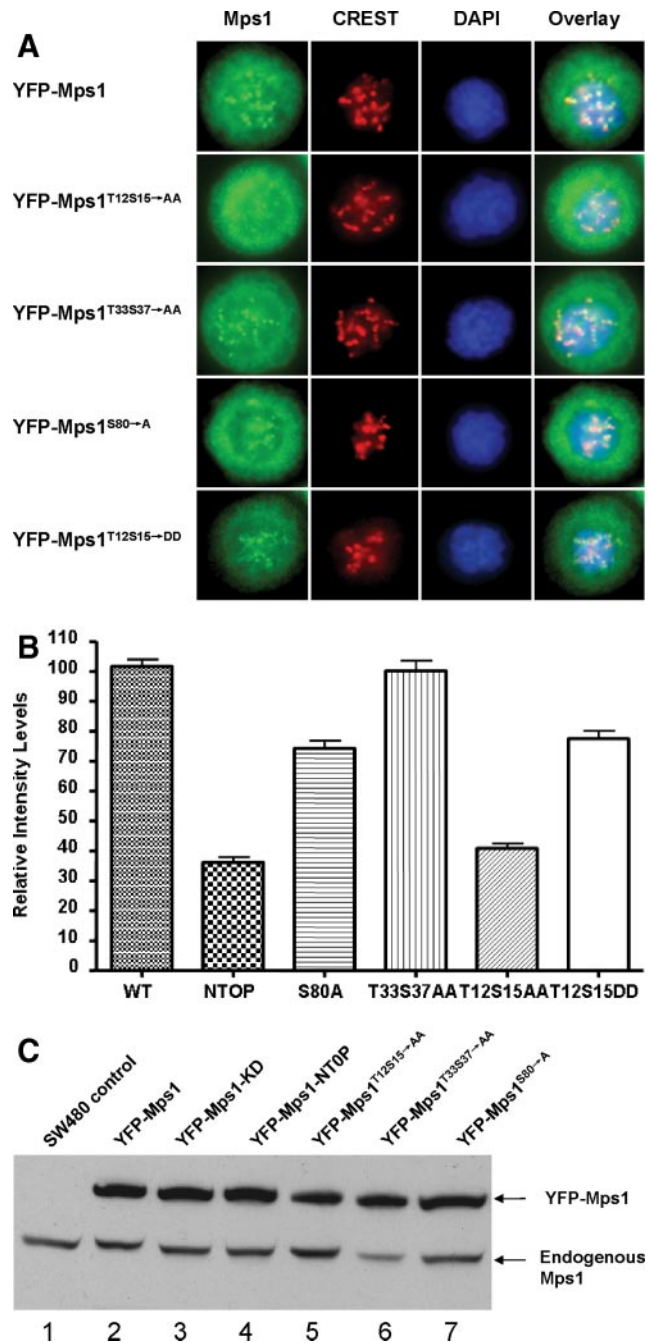 A
Mps1 CREST DAPI Overlay
YFP-Mps1
YFP-Mps1T12S15→AA
YFP-Mps1T33S37→AA
YFP-Mps1S80→A
YFP-Mps1T12S15→DD
B
Relative Intensity Levels
110
100
90
80
70
60
50
40
30
20
10
0
WT NTOP S80A T33S37AA T12S15AA T12S15DD
C
SW480 control
YFP-Mps1
YFP-Mps1-KD
YFP-Mps1-NT0P
YFP-Mps1T12S15→AA
YFP-Mps1T33S37→AA
YFP-Mps1S80→A
YFP-Mps1
Endogenous
Mps1
1 2 3 4 5 6 7